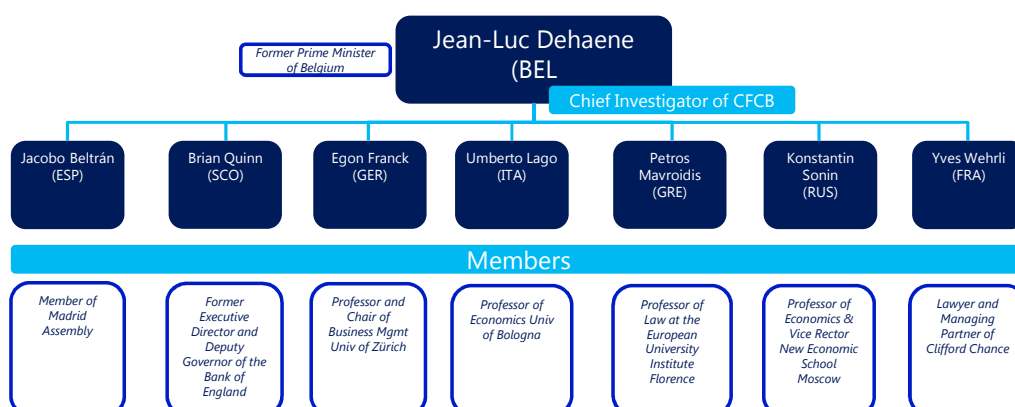 Jean-Luc Dehaene
(BEL
Former Prime Minister
of Belgium
Chief Investigator of CFCB
Jacobo Beltrán
(ESP)
Brian Quinn
(SCO)
Egon Franck
(GER)
Umberto Lago
(ITA)
Petros
Mavroidis
(GRE)
Konstantin
Sonin
(RUS)
Yves Wehrli
(FRA)
Members
Member of
Madrid
Assembly
Former
Executive
Director and
Deputy
Governor of the
Bank of
England
Professor and
Chair of
Business Mgmt
Univ of Zürich
Professor of
Economics Univ
of Bologna
Professor of
Law at the
European
University
Institute
Florence
Professor of
Economics &
Vice Rector
New Economic
School
Moscow
Lawyer and
Managing
Partner of
Clifford Chance